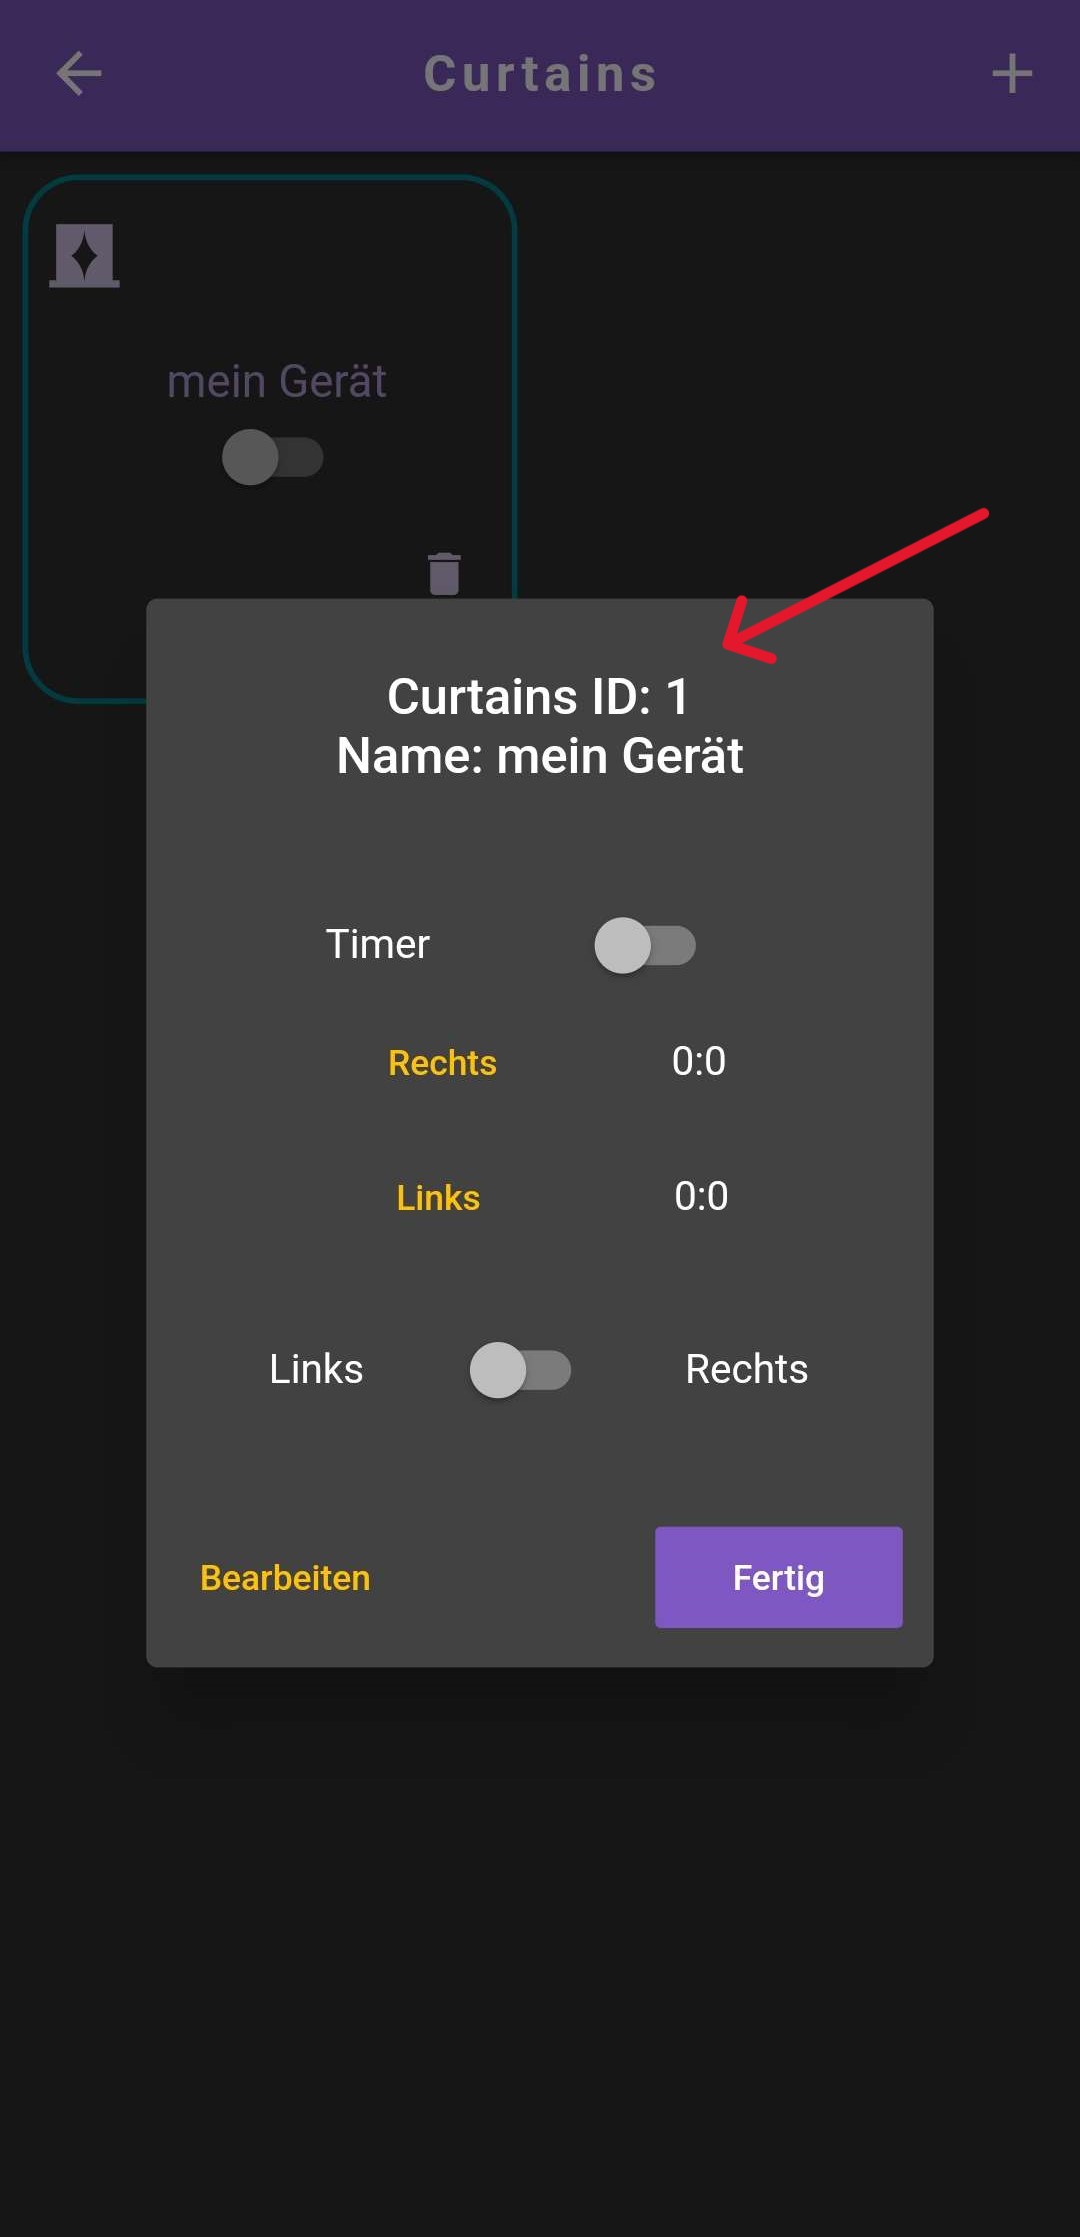 Curtains
mein Gerät
Curtains ID: 1
Name: mein Gerät
Timer
Rechts 0:0
Links 0:0
Links Rechts
Bearbeiten Fertig